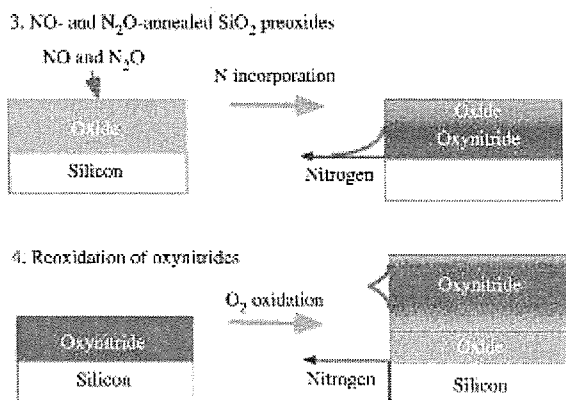 3. NO- and N₂O-annealed SiO₂ preoxides
NO and N₂O
N incorporation
Oxide
Silicon
Oxide
Oxynitride
Nitrogen
4. Reoxidation of oxynitrides
O₂ oxidation
Oxynitride
Silicon
Oxynitride
Oxide
Nitrogen
Silicon